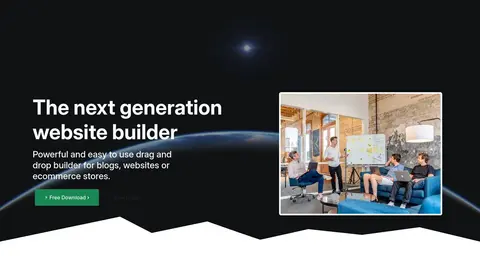 The next generation
website builder
Powerful and easy to use drag and
drop builder for blogs, websites or
ecommerce stores.
Free Download